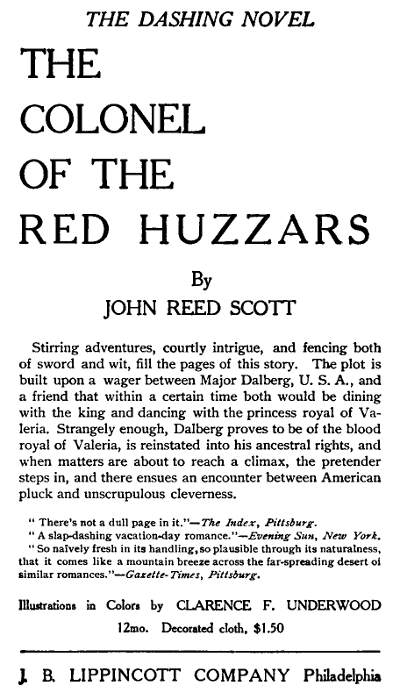 THE DASHING NOVEL
THE
COLONEL
OF THE
RED HUZZARS
By
JOHN REED SCOTT
Stirring adventures, courtly intrigue, and fencing both
of sword and wit, fill the pages of this story. The plot is
built upon a wager between Major Dalberg, U. S. A., and
a friend that within a certain time both would be dining
with the king and dancing with the princess royal of Va-
leria. Strangely enough, Dalberg proves to be of the blood
royal of Valeria, is reinstated into his ancestral rights, and
when matters are about to reach a climax, the pretender
steps in, and there ensues an encounter between American
pluck and unscrupulous cleverness.
" There's not a dull page in it."—The Index, Pittsburg.
" A slap-dashing vacation-day romance."—Evening Sun, New York.
" So naïvely fresh in its handling, so plausible through its naturalness,
that it comes like a mountain breeze across the far-spreading desert of
similar romances."—Gazette-Times, Pittsburg.
Illustrations in Colors by CLARENCE F. UNDERWOOD
12mo. Decorated cloth, $1.50
J. B. LIPPINCOTT COMPANY Philadelphia